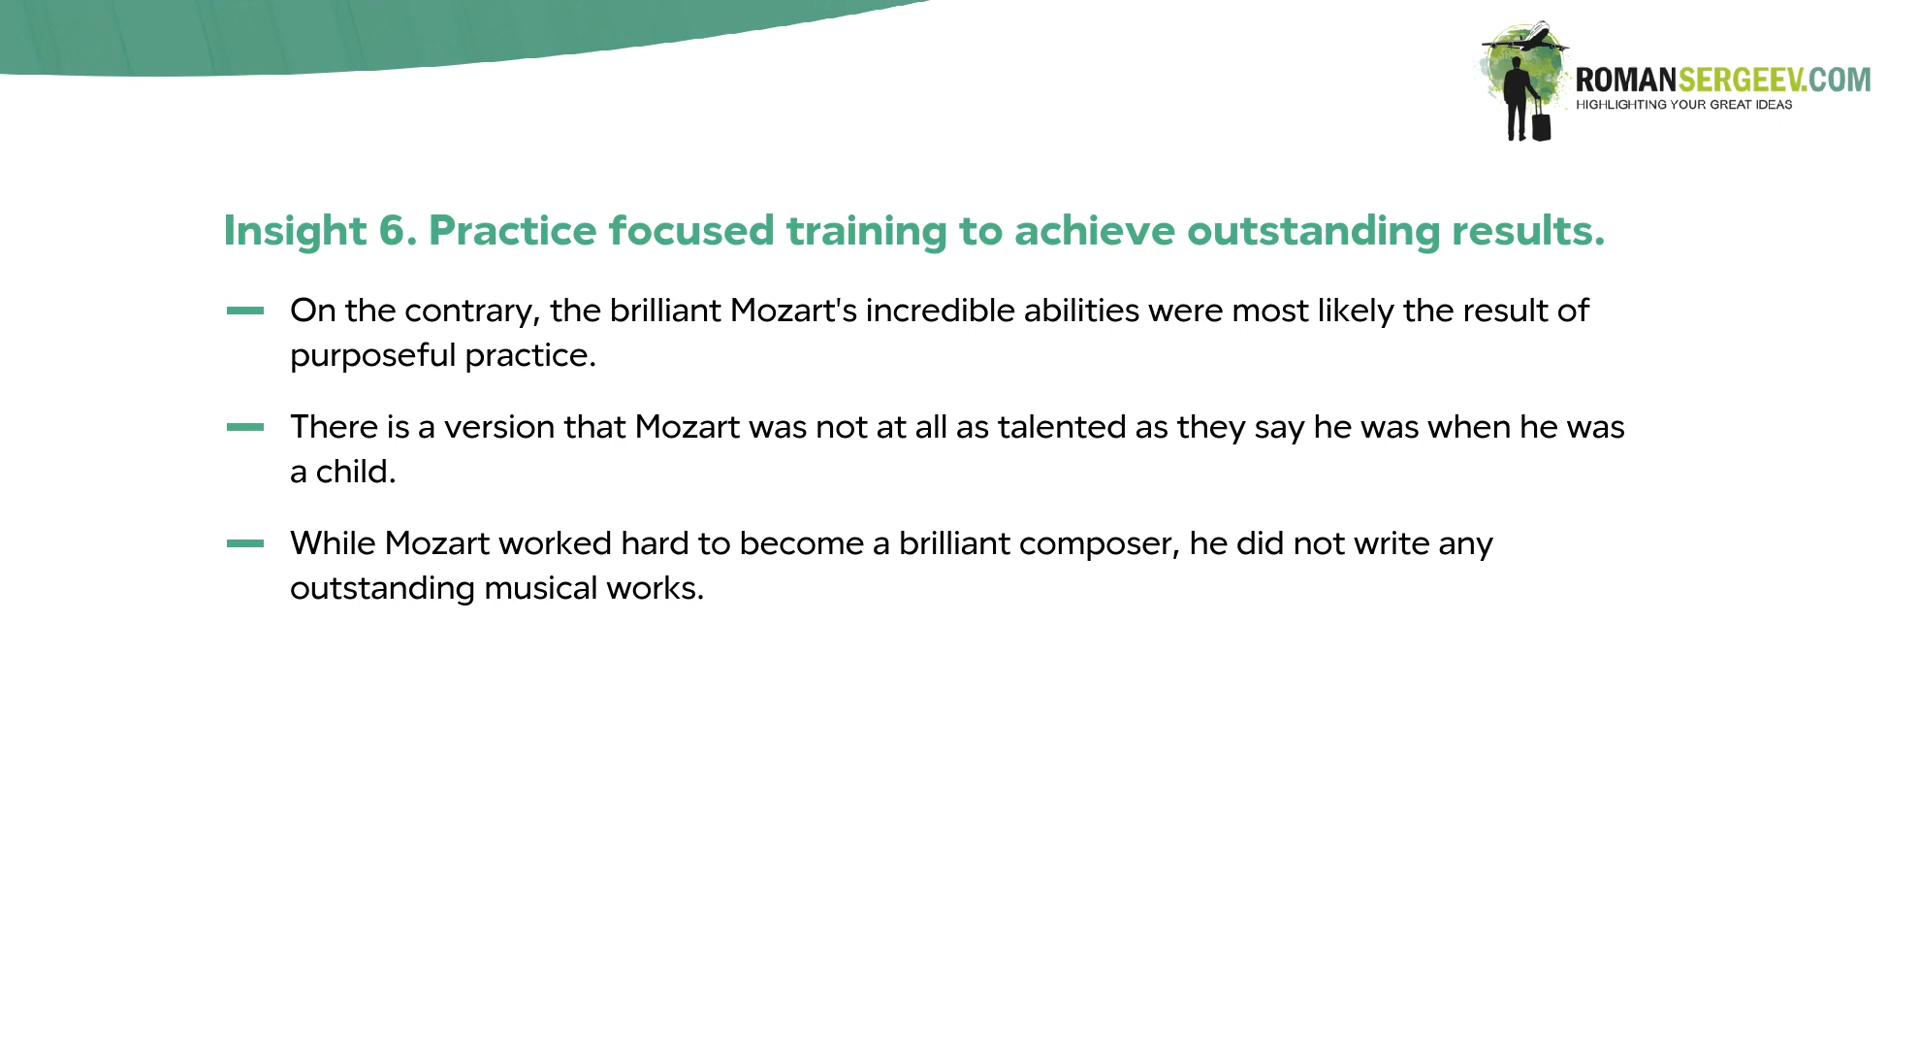 ROMANSERGEEV.COM
HIGHLIGHTING YOUR GREAT IDEAS
Insight 6. Practice focused training to achieve outstanding results.
On the contrary, the brilliant Mozart's incredible abilities were most likely the result of
purposeful practice.
There is a version that Mozart was not at all as talented as they say he was when he was
a child.
While Mozart worked hard to become a brilliant composer, he did not write any
outstanding musical works.